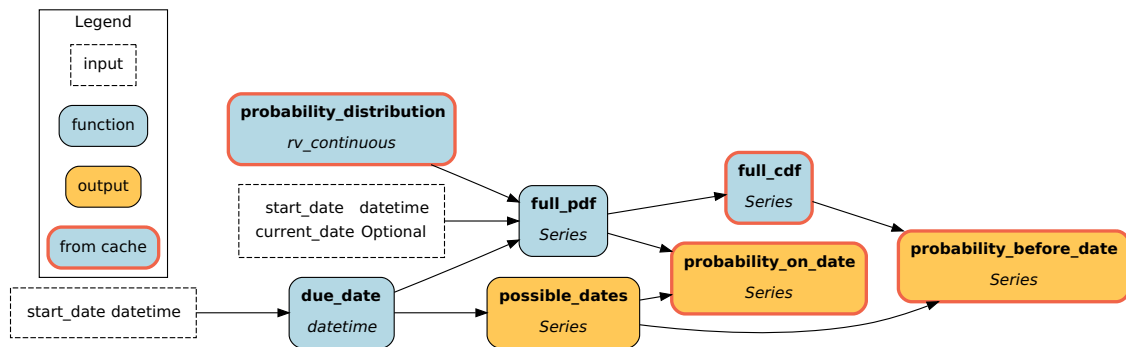 Legend
input
function
output
from cache
probability_distribution
rv_continuous
start_date datetime
current_date Optional
full_pdf
Series
full_cdf
Series
probability_on_date
Series
probability_before_date
Series
start_date datetime
due_date
datetime
possible_dates
Series